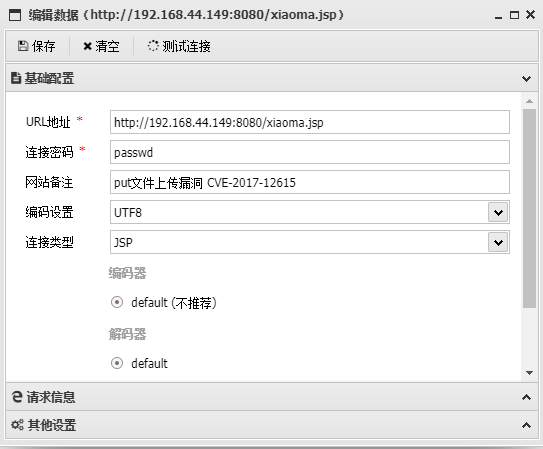 编辑数据 (http://192.168.44.149:8080/xiaoma.jsp)
保存 清空 测试连接
基础配置
URL地址 * http://192.168.44.149:8080/xiaoma.jsp
连接密码 * passwd
网站备注 put文件上传漏洞 CVE-2017-12615
编码设置 UTF8
连接类型 JSP
编码器
default (不推荐)
解码器
default
请求信息
其他设置